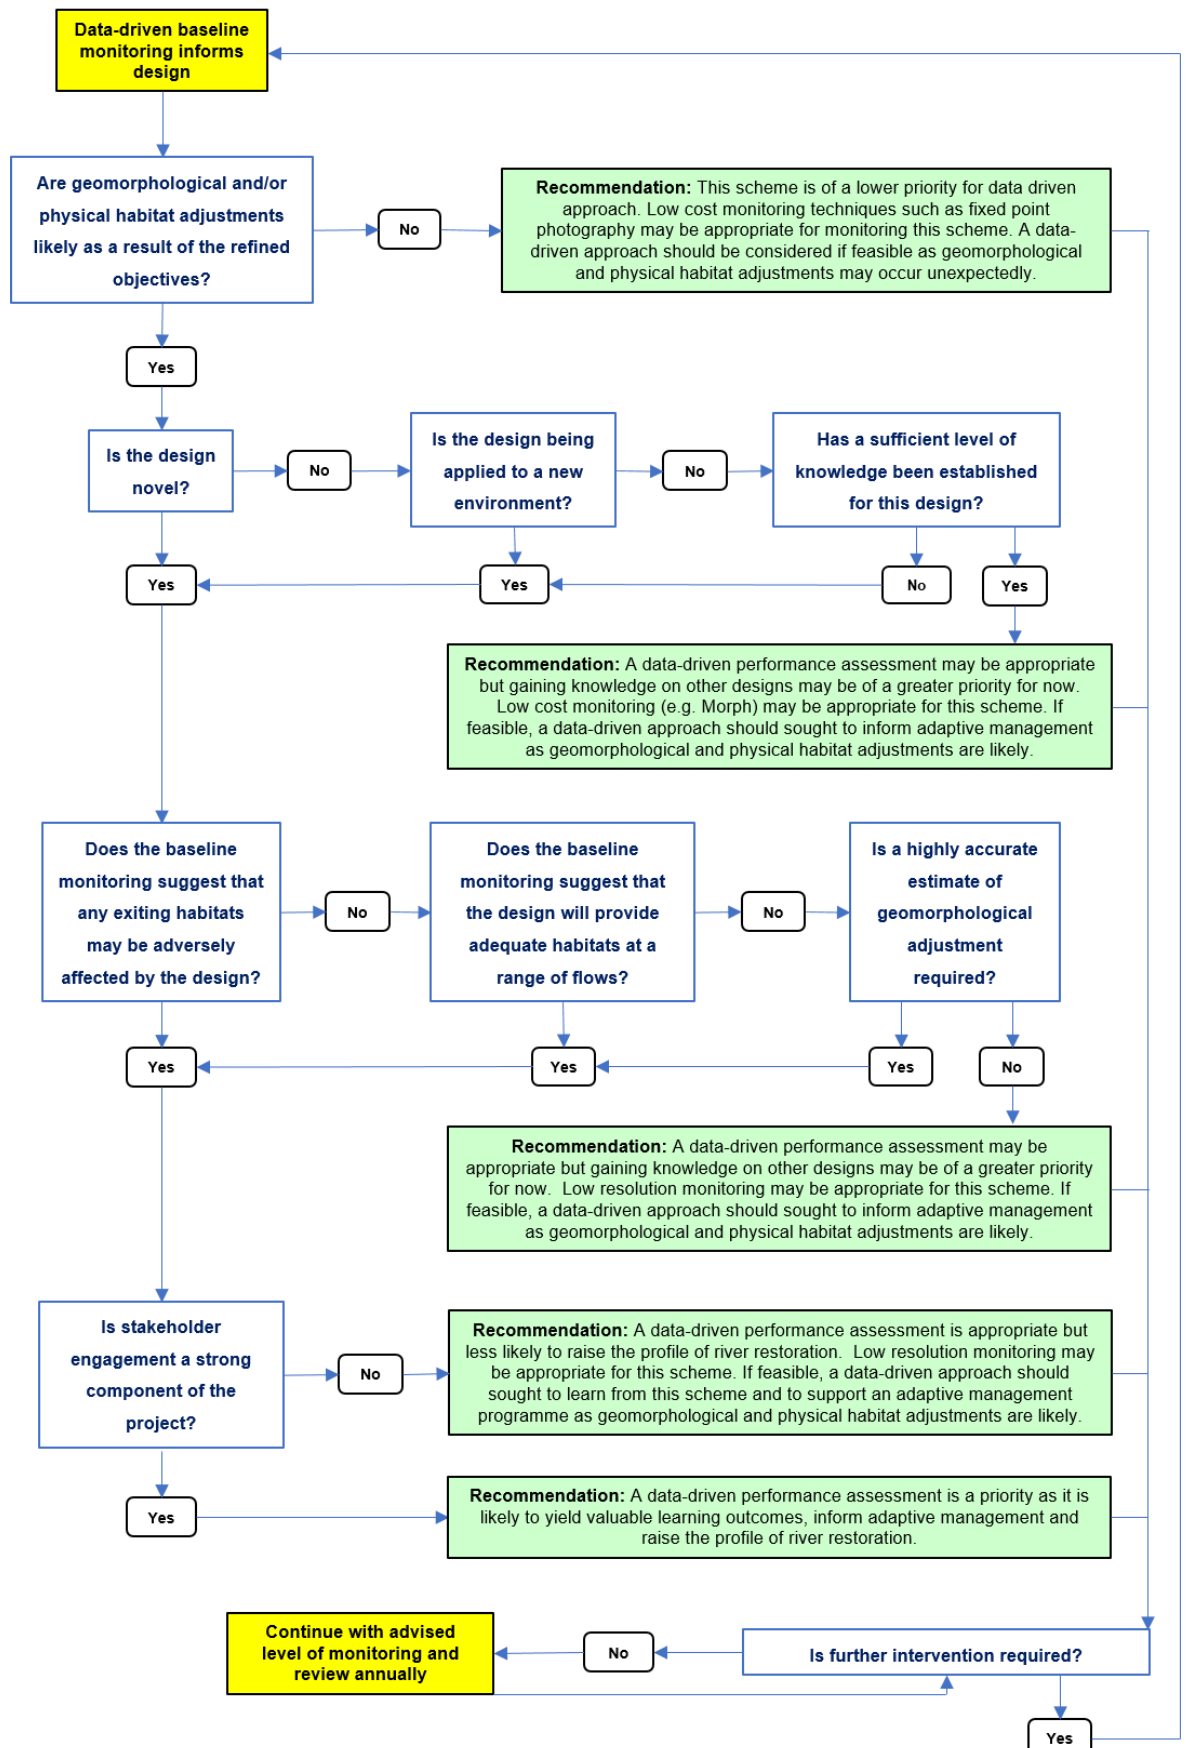 Data-driven baseline
monitoring informs
design
Are geomorphological and/or
physical habitat adjustments
likely as a result of the refined
objectives?
No
Recommendation: This scheme is of a lower priority for data driven
approach. Low cost monitoring techniques such as fixed point
photography may be appropriate for monitoring this scheme. A data-
driven approach should be considered if feasible as geomorphological
and physical habitat adjustments may occur unexpectedly.
Yes
Is the design
novel?
No
Is the design being
applied to a new
environment?
No
Has a sufficient level of
knowledge been established
for this design?
Yes
Yes
No
Yes
Recommendation: A data-driven performance assessment may be appropriate
but gaining knowledge on other designs may be of a greater priority for now.
Low cost monitoring (e.g. Morph) may be appropriate for this scheme. If
feasible, a data-driven approach should sought to inform adaptive management
as geomorphological and physical habitat adjustments are likely.
Does the baseline
monitoring suggest that
any exiting habitats
may be adversely
affected by the design?
No
Does the baseline
monitoring suggest that
the design will provide
adequate habitats at a
range of flows?
No
Is a highly accurate
estimate of
geomorphological
adjustment
required?
Yes
Yes
Yes
No
Recommendation: A data-driven performance assessment may be
appropriate but gaining knowledge on other designs may be of a greater priority
for now. Low resolution monitoring may be appropriate for this scheme. If
feasible, a data-driven approach should sought to inform adaptive management
as geomorphological and physical habitat adjustments are likely.
Is stakeholder
engagement a strong
component of the
project?
No
Recommendation: A data-driven performance assessment is appropriate but
less likely to raise the profile of river restoration. Low resolution monitoring may
be appropriate for this scheme. If feasible, a data-driven approach should
sought to learn from this scheme and to support an adaptive management
programme as geomorphological and physical habitat adjustments are likely.
Yes
Recommendation: A data-driven performance assessment is a priority as it is
likely to yield valuable learning outcomes, inform adaptive management and
raise the profile of river restoration.
Continue with advised
level of monitoring and
review annually
No
Is further intervention required?
Yes